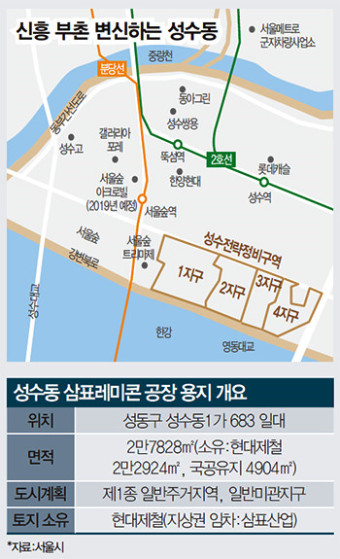 신흥 부촌 변신하는 성수동
분당선
중랑천
서울메트로
군자차량사업소
동부간선도로
동아그린
성수쌍용
갤러리아
포레
성수고
뚝섬역
2호선
롯데캐슬
한양현대
성수역
서울숲
아크로빌
(2019년 예정)
서울숲역
서울숲
강변북로
서울숲
트리마제
성수전략정비구역
1지구
2지구
3지구
4지구
성수대교
한강
영동대교
성수동 삼표레미콘 공장 용지 개요
위치 성동구 성수동1가 683 일대
면적 2만7828㎡(소유:현대제철
2만2924㎡, 국공유지 4904㎡)
도시계획 제1종 일반주거지역, 일반미관지구
토지 소유 현대제철(지상권 임차:삼표산업)
*자료:서울시